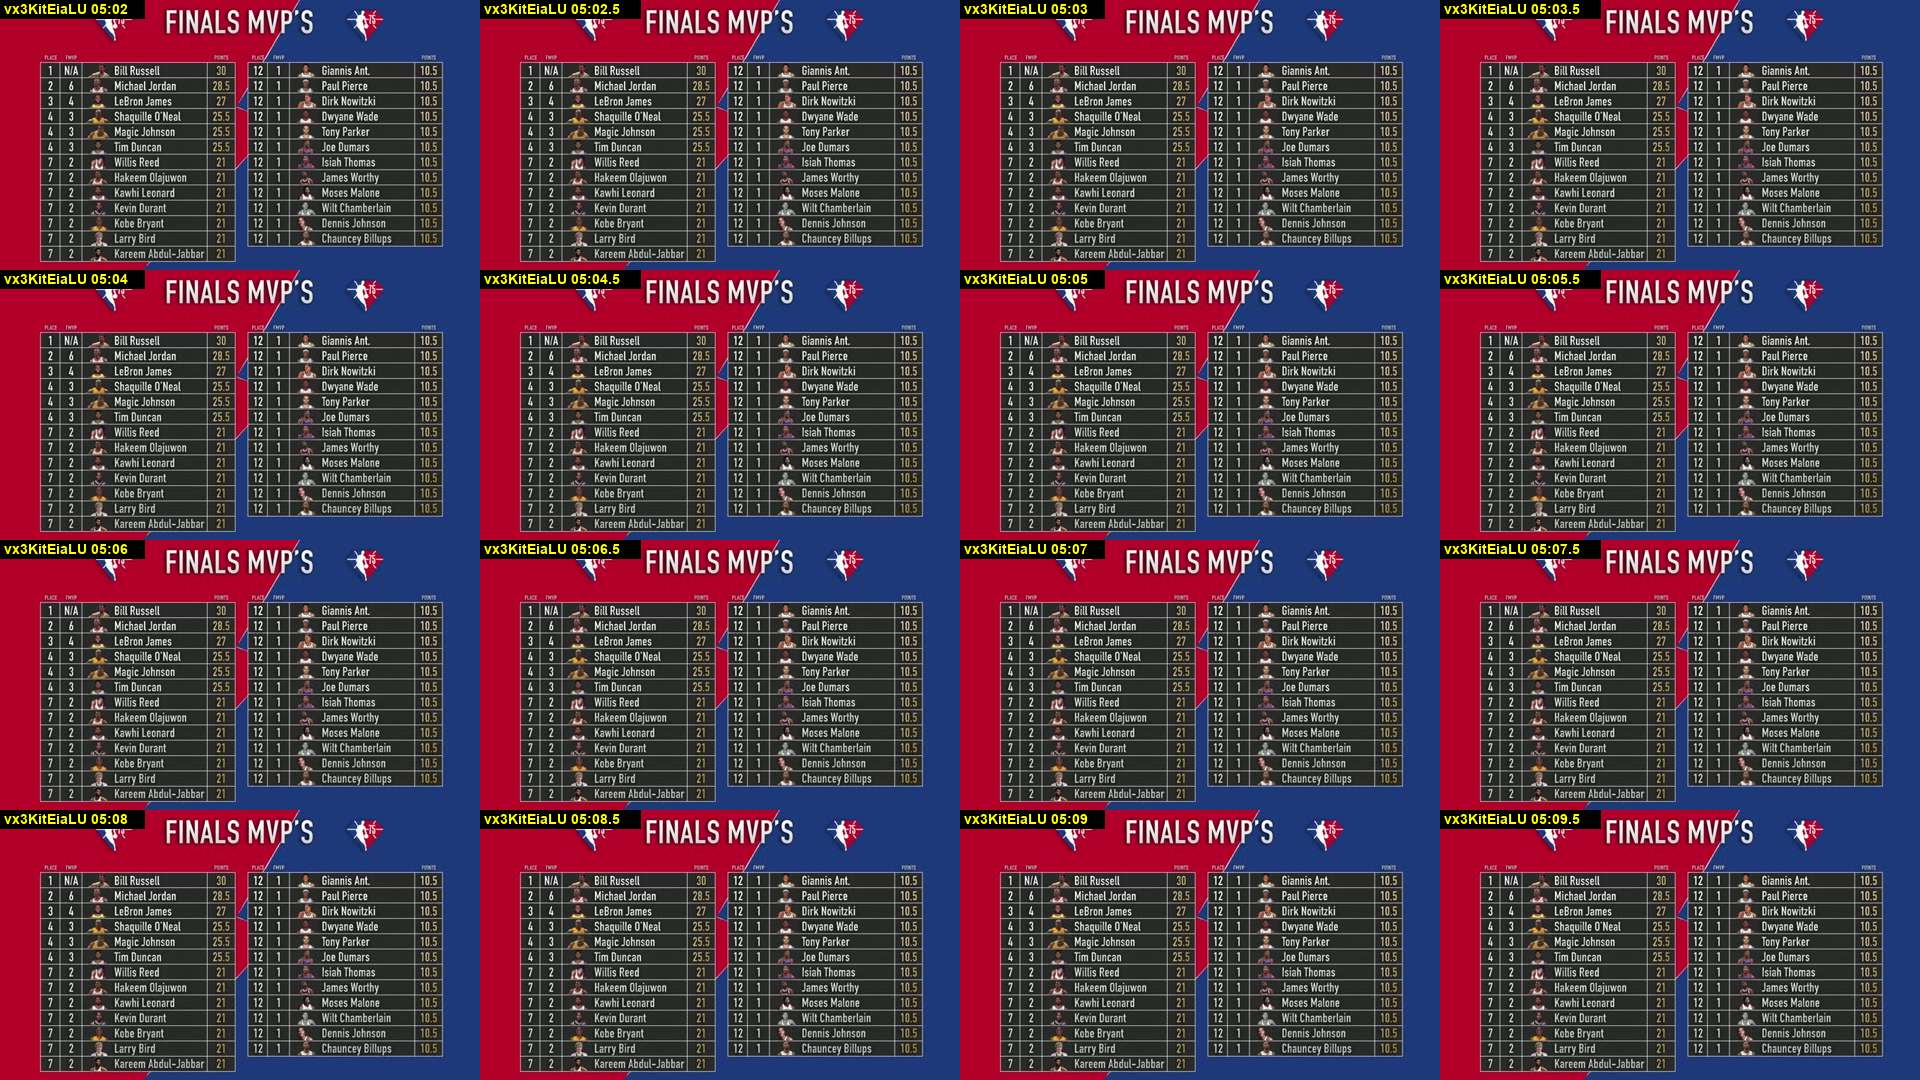 vx3KitEiaLU 05:02
vx3KitEiaLU 05:02.5
vx3KitEiaLU 05:03
vx3KitEiaLU 05:03.5
FINALS MVP'S
75
PLACE FMVP POINTS PLACE FMVP POINTS
1 N/A Bill Russell 30 12 1 Giannis Ant. 10.5
2 6 Michael Jordan 28.5 12 1 Paul Pierce 10.5
3 4 LeBron James 27 12 1 Dirk Nowitzki 10.5
4 3 Shaquille O'Neal 25.5 12 1 Dwyane Wade 10.5
4 3 Magic Johnson 25.5 12 1 Tony Parker 10.5
4 3 Tim Duncan 25.5 12 1 Joe Dumars 10.5
7 2 Willis Reed 21 12 1 Isiah Thomas 10.5
7 2 Hakeem Olajuwon 21 12 1 James Worthy 10.5
7 2 Kawhi Leonard 21 12 1 Moses Malone 10.5
7 2 Kevin Durant 21 12 1 Wilt Chamberlain 10.5
7 2 Kobe Bryant 21 12 1 Dennis Johnson 10.5
7 2 Larry Bird 21 12 1 Chauncey Billups 10.5
7 2 Kareem Abdul-Jabbar 21
vx3KitEiaLU 05:04
vx3KitEiaLU 05:04.5
vx3KitEiaLU 05:05
vx3KitEiaLU 05:05.5
vx3KitEiaLU 05:06
vx3KitEiaLU 05:06.5
vx3KitEiaLU 05:07
vx3KitEiaLU 05:07.5
vx3KitEiaLU 05:08
vx3KitEiaLU 05:08.5
vx3KitEiaLU 05:09
vx3KitEiaLU 05:09.5